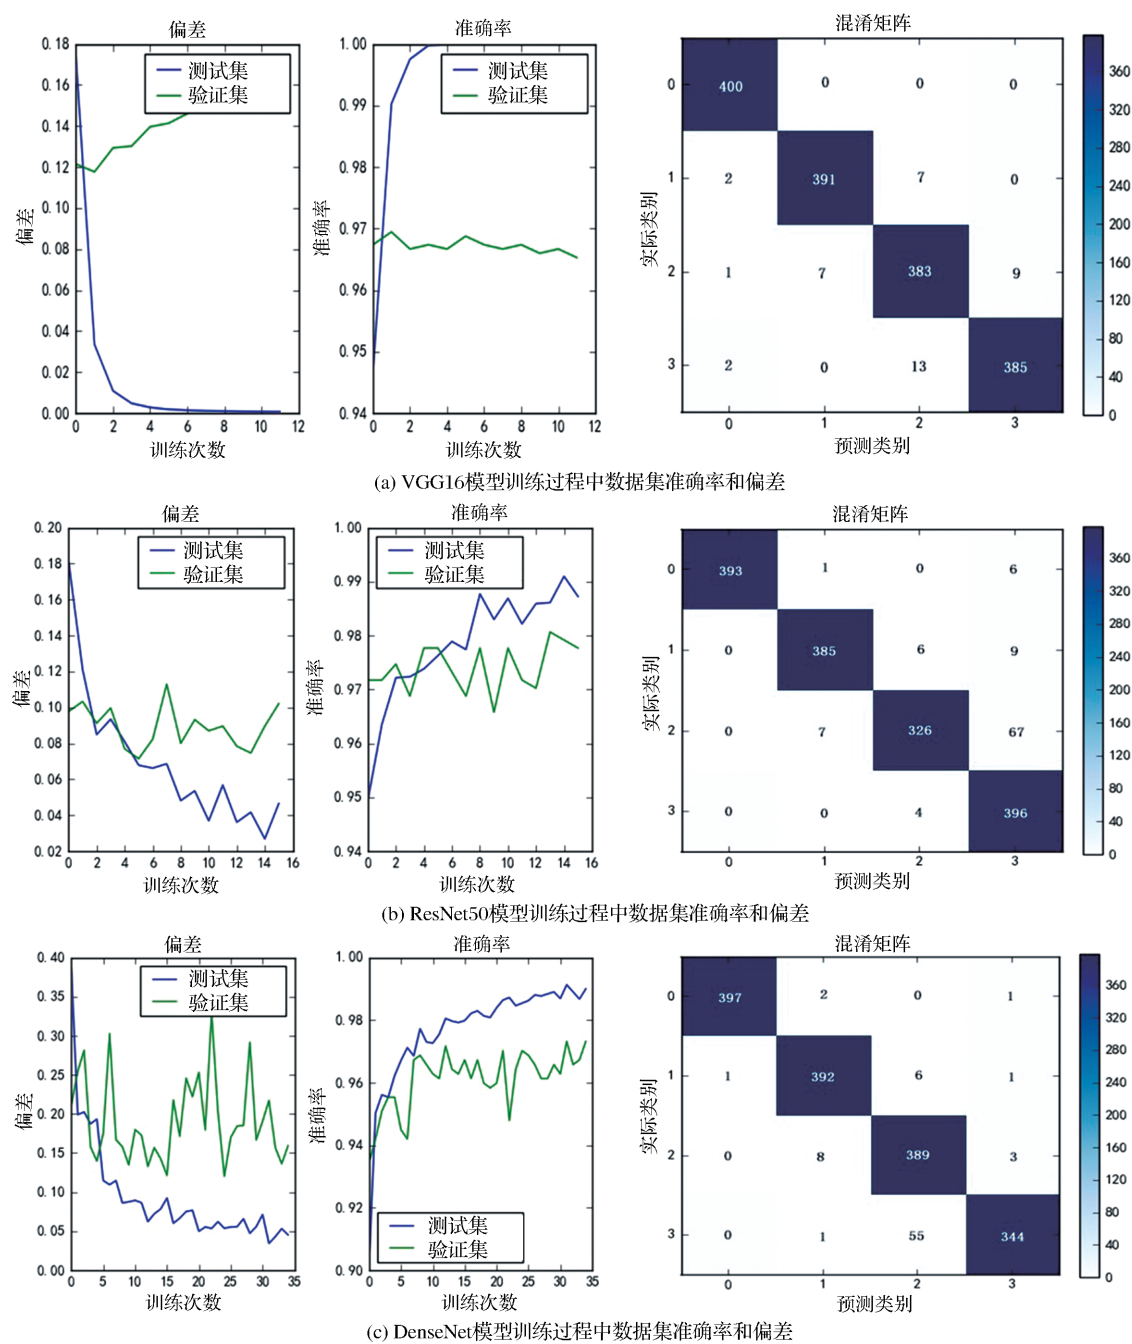 偏差
准确率
混淆矩阵
0.18
0.16
0.14
0.12
0.10
0.08
0.06
0.04
0.02
0.00
偏差
测试集
验证集
0 2 4 6 8 10 12
训练次数
1.00
0.99
0.98
0.97
0.96
0.95
0.94
准确率
测试集
验证集
0 2 4 6 8 10 12
训练次数
实际类别
0 400 0 0 0
1 2 391 7 0
2 1 7 383 9
3 2 0 13 385
0 1 2 3
预测类别
360
320
280
240
200
160
120
80
40
0
(a) VGG16模型训练过程中数据集准确率和偏差
偏差
准确率
混淆矩阵
0.20
0.18
0.16
0.14
0.12
0.10
0.08
0.06
0.04
0.02
偏差
测试集
验证集
0 2 4 6 8 10 12 14 16
训练次数
1.00
0.99
0.98
0.97
0.96
0.95
0.94
准确率
测试集
验证集
0 2 4 6 8 10 12 14 16
训练次数
实际类别
0 393 1 0 6
1 0 385 6 9
2 0 7 326 67
3 0 0 4 396
0 1 2 3
预测类别
360
320
280
240
200
160
120
80
40
0
(b) ResNet50模型训练过程中数据集准确率和偏差
偏差
准确率
混淆矩阵
0.40
0.35
0.30
0.25
0.20
0.15
0.10
0.05
0.00
偏差
测试集
验证集
0 5 10 15 20 25 30 35
训练次数
1.00
0.98
0.96
0.94
0.92
0.90
准确率
测试集
验证集
0 5 10 15 20 25 30 35
训练次数
实际类别
0 397 2 0 1
1 1 392 6 1
2 0 8 389 3
3 0 1 55 344
0 1 2 3
预测类别
360
320
280
240
200
160
120
80
40
0
(c) DenseNet模型训练过程中数据集准确率和偏差